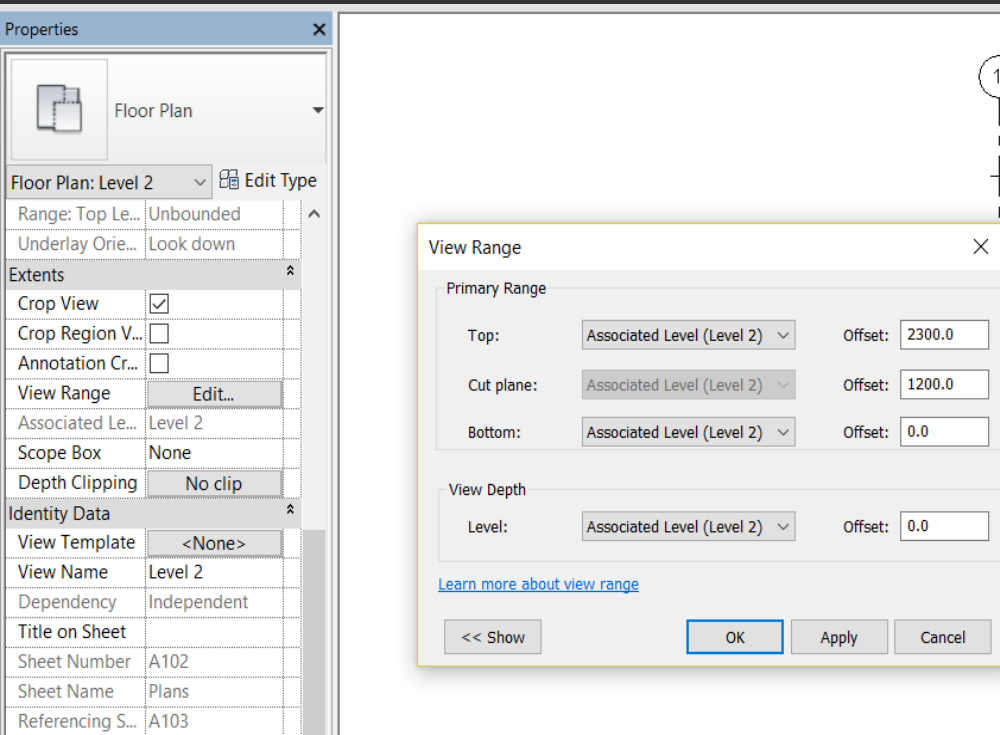 Properties
Floor Plan
Floor Plan: Level 2 Edit Type
Range: Top Le... Unbounded
Underlay Orie... Look down
Extents
Crop View
Crop Region V...
Annotation Cr...
View Range Edit...
Associated Le... Level 2
Scope Box None
Depth Clipping No clip
Identity Data
View Template <None>
View Name Level 2
Dependency Independent
Title on Sheet
Sheet Number A102
Sheet Name Plans
Referencing S... A103
1
View Range
Primary Range
Top: Associated Level (Level 2) Offset: 2300.0
Cut plane: Associated Level (Level 2) Offset: 1200.0
Bottom: Associated Level (Level 2) Offset: 0.0
View Depth
Level: Associated Level (Level 2) Offset: 0.0
Learn more about view range
<< Show OK Apply Cancel